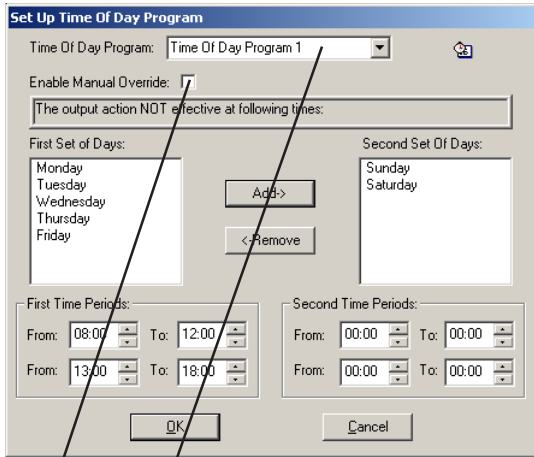 Set Up Time Of Day Program
Time Of Day Program: Time Of Day Program 1
Enable Manual Override:
The output action NOT effective at following times:
First Set of Days: Second Set Of Days:
Monday Sunday
Tuesday Saturday
Wednesday
Thursday
Friday
Add->
<-Remove
First Time Periods: Second Time Periods:
From: 08:00 To: 12:00 From: 00:00 To: 00:00
From: 13:00 To: 18:00 From: 00:00 To: 00:00
OK Cancel